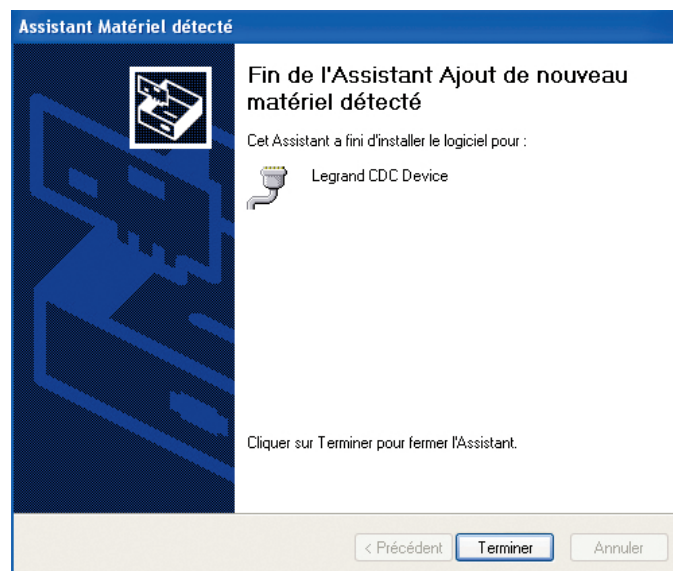 Assistant Matériel détecté
Fin de l'Assistant Ajout de nouveau
matériel détecté
Cet Assistant a fini d'installer le logiciel pour :
Legrand CDC Device
Cliquer sur Terminer pour fermer l'Assistant.
< Précédent Terminer Annuler